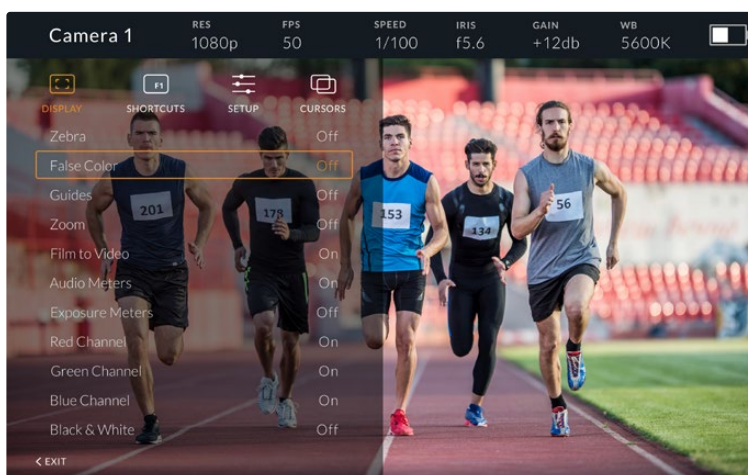 Camera 1
RES FPS SPEED IRIS GAIN WB
1080p 50 1/100 f5.6 +12db 5600K
F1
DISPLAY SHORTCUTS SETUP CURSORS
Zebra Off
False Color Off
Guides Off
Zoom Off
Film to Video On
Audio Meters On
Exposure Meters Off
Red Channel On
Green Channel On
Blue Channel On
Black & White Off
< EXIT
201
178
153
134
56